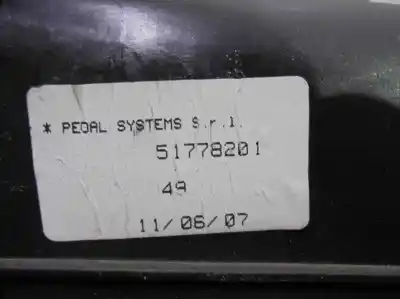 * PEDAL SYSTEMS S.r.l.
51778201
49
11/06/07